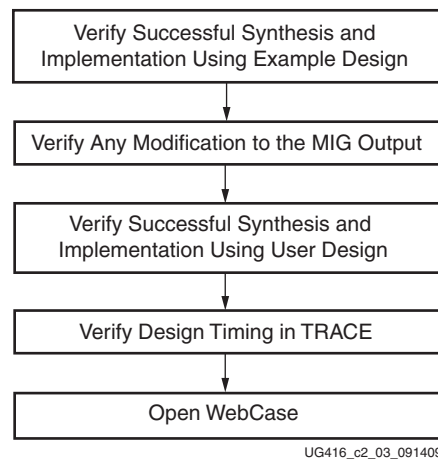 Verify Successful Synthesis and
Implementation Using Example Design
Verify Any Modification to the MIG Output
Verify Successful Synthesis and
Implementation Using User Design
Verify Design Timing in TRACE
Open WebCase
UG416_c2_03_091409